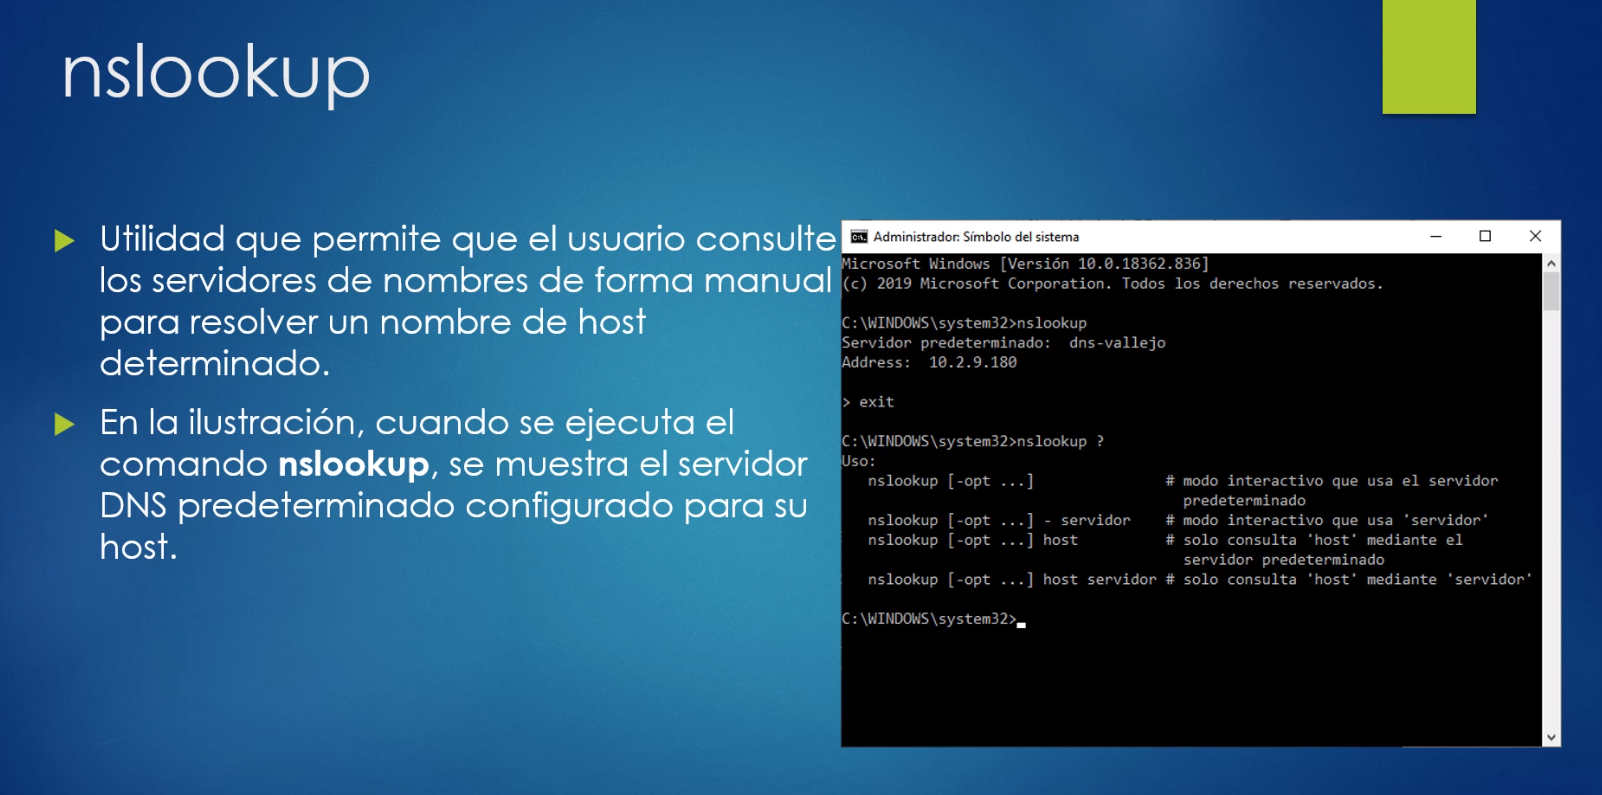 nslookup
Utilidad que permite que el usuario consulte
los servidores de nombres de forma manual
para resolver un nombre de host
determinado.
En la ilustración, cuando se ejecuta el
comando nslookup, se muestra el servidor
DNS predeterminado configurado para su
host.
Administrador: Símbolo del sistema
Microsoft Windows [Versión 10.0.18362.836]
(c) 2019 Microsoft Corporation. Todos los derechos reservados.
C:\WINDOWS\system32>nslookup
Servidor predeterminado:  dns-vallejo
Address:  10.2.9.180
> exit
C:\WINDOWS\system32>nslookup ?
Uso:
nslookup [-opt ...]               # modo interactivo que usa el servidor
predeterminado
nslookup [-opt ...] - servidor    # modo interactivo que usa 'servidor'
nslookup [-opt ...] host          # solo consulta 'host' mediante el
servidor predeterminado
nslookup [-opt ...] host servidor # solo consulta 'host' mediante 'servidor'
C:\WINDOWS\system32>